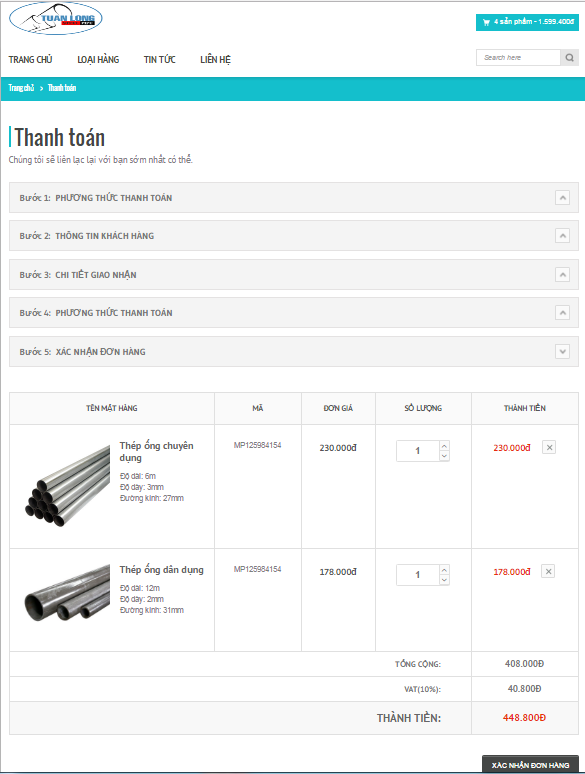 TUAN LONG
4 sản phẩm - 1.599.400đ
TRANG CHỦ LOẠI HÀNG TIN TỨC LIÊN HỆ
Search here
Trang chủ > Thanh toán
Thanh toán
Chúng tôi sẽ liên lạc lại với bạn sớm nhất có thể.
Bước 1: PHƯƠNG THỨC THANH TOÁN
Bước 2: THÔNG TIN KHÁCH HÀNG
Bước 3: CHI TIẾT GIAO NHẬN
Bước 4: PHƯƠNG THỨC THANH TOÁN
Bước 5: XÁC NHẬN ĐƠN HÀNG
TÊN MẶT HÀNG MÃ ĐƠN GIÁ SỐ LƯỢNG THÀNH TIỀN
Thép ống chuyên MP125984154 230.000đ 1 230.000đ
dụng
Độ dài: 6m
Độ dày: 3mm
Đường kính: 27mm
Thép ống dân dụng MP125984154 178.000đ 1 178.000đ
Độ dài: 12m
Độ dày: 2mm
Đường kính: 31mm
TỔNG CỘNG: 408.000Đ
VAT(10%): 40.800Đ
THÀNH TIỀN: 448.800Đ
XÁC NHẬN ĐƠN HÀNG